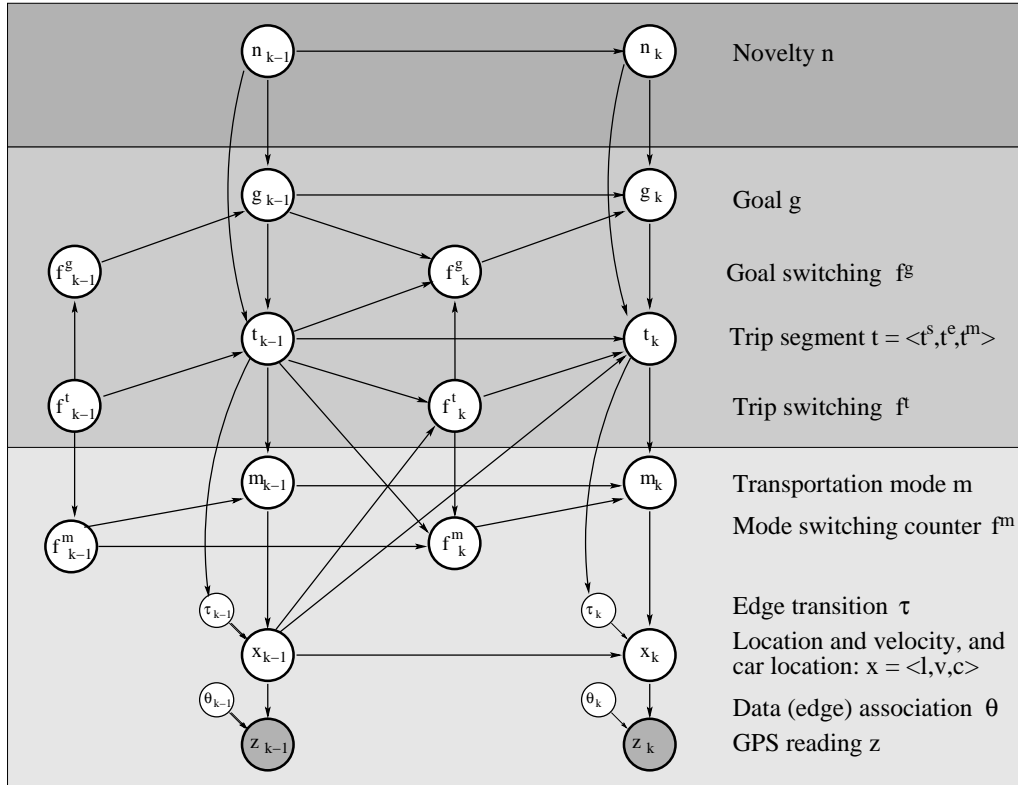 n k−1
n k
Novelty n
g k−1
g k
Goal g
f^g k−1
f^g k
Goal switching f^g
t k−1
t k
Trip segment t = <t^s,t^e,t^m>
f^t k−1
f^t k
Trip switching f^t
m k−1
m k
Transportation mode m
f^m k−1
f^m k
Mode switching counter f^m
τ k−1
τ k
Edge transition τ
x k−1
x k
Location and velocity, and
car location: x = <l,v,c>
θ k−1
θ k
Data (edge) association θ
z k−1
z k
GPS reading z